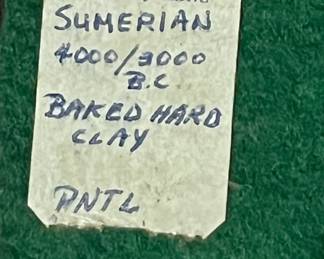 SUMERIAN
4000/3000
B.C
BAKED HARD
CLAY
PNTL